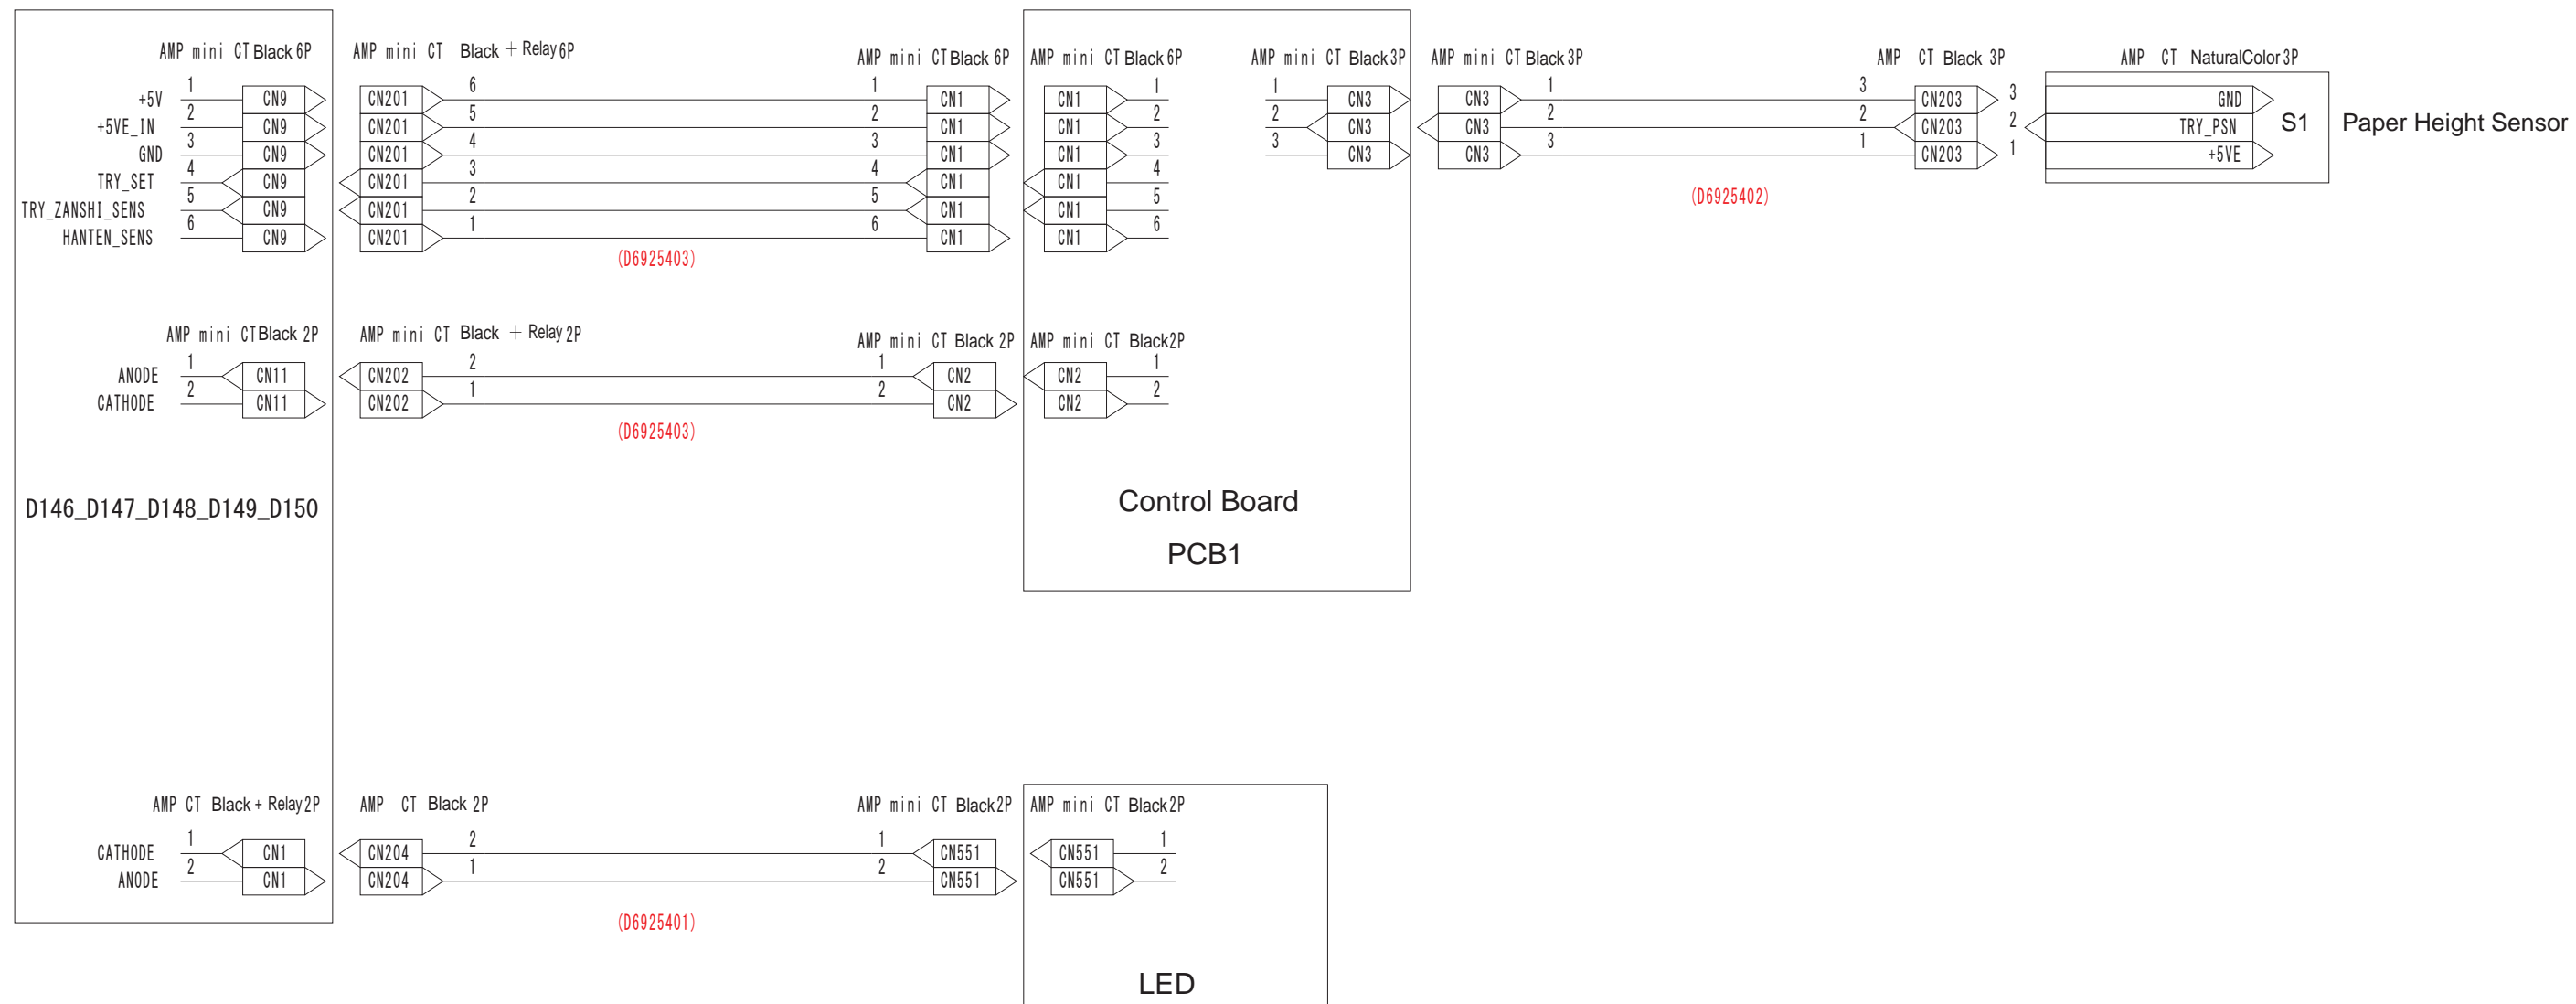 AMP mini CT Black 6P AMP mini CT Black + Relay 6P AMP mini CT Black 6P AMP mini CT Black 6P AMP mini CT Black 3P AMP mini CT Black 3P AMP CT Black 3P AMP CT NaturalColor 3P
+5V 1 CN9 CN201 6 1 CN1 CN1 1 1 CN3 CN3 1 3 CN203 3 GND
+5VE_IN 2 CN9 CN201 5 2 CN1 CN1 2 2 CN3 CN3 2 2 CN203 2 TRY_PSN S1 Paper Height Sensor
GND 3 CN9 CN201 4 3 CN1 CN1 3 3 CN3 CN3 3 1 CN203 1 +5VE
TRY_SET 4 CN9 CN201 3 4 CN1 CN1 4
(D6925402)
TRY_ZANSHI_SENS 5 CN9 CN201 2 5 CN1 CN1 5
HANTEN_SENS 6 CN9 CN201 1 6 CN1 CN1 6
(D6925403)
AMP mini CT Black 2P AMP mini CT Black + Relay 2P AMP mini CT Black 2P AMP mini CT Black 2P
ANODE 1 CN11 CN202 2 1 CN2 CN2 1
CATHODE 2 CN11 CN202 1 2 CN2 CN2 2
(D6925403)
D146_D147_D148_D149_D150
Control Board
PCB1
AMP CT Black + Relay 2P AMP CT Black 2P AMP mini CT Black 2P AMP mini CT Black 2P
CATHODE 1 CN1 CN204 2 1 CN551 CN551 1
ANODE 2 CN1 CN204 1 2 CN551 CN551 2
(D6925401)
LED